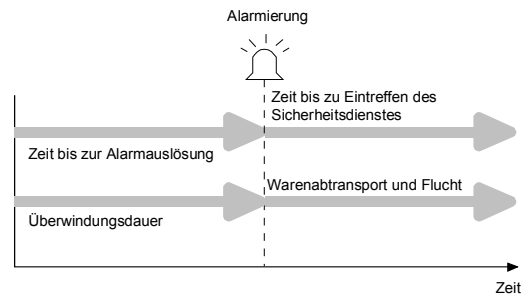 Alarmierung
Zeit bis zu Eintreffen des
Sicherheitsdienstes
Zeit bis zur Alarmauslösung
Warenabtransport und Flucht
Überwindungsdauer
Zeit